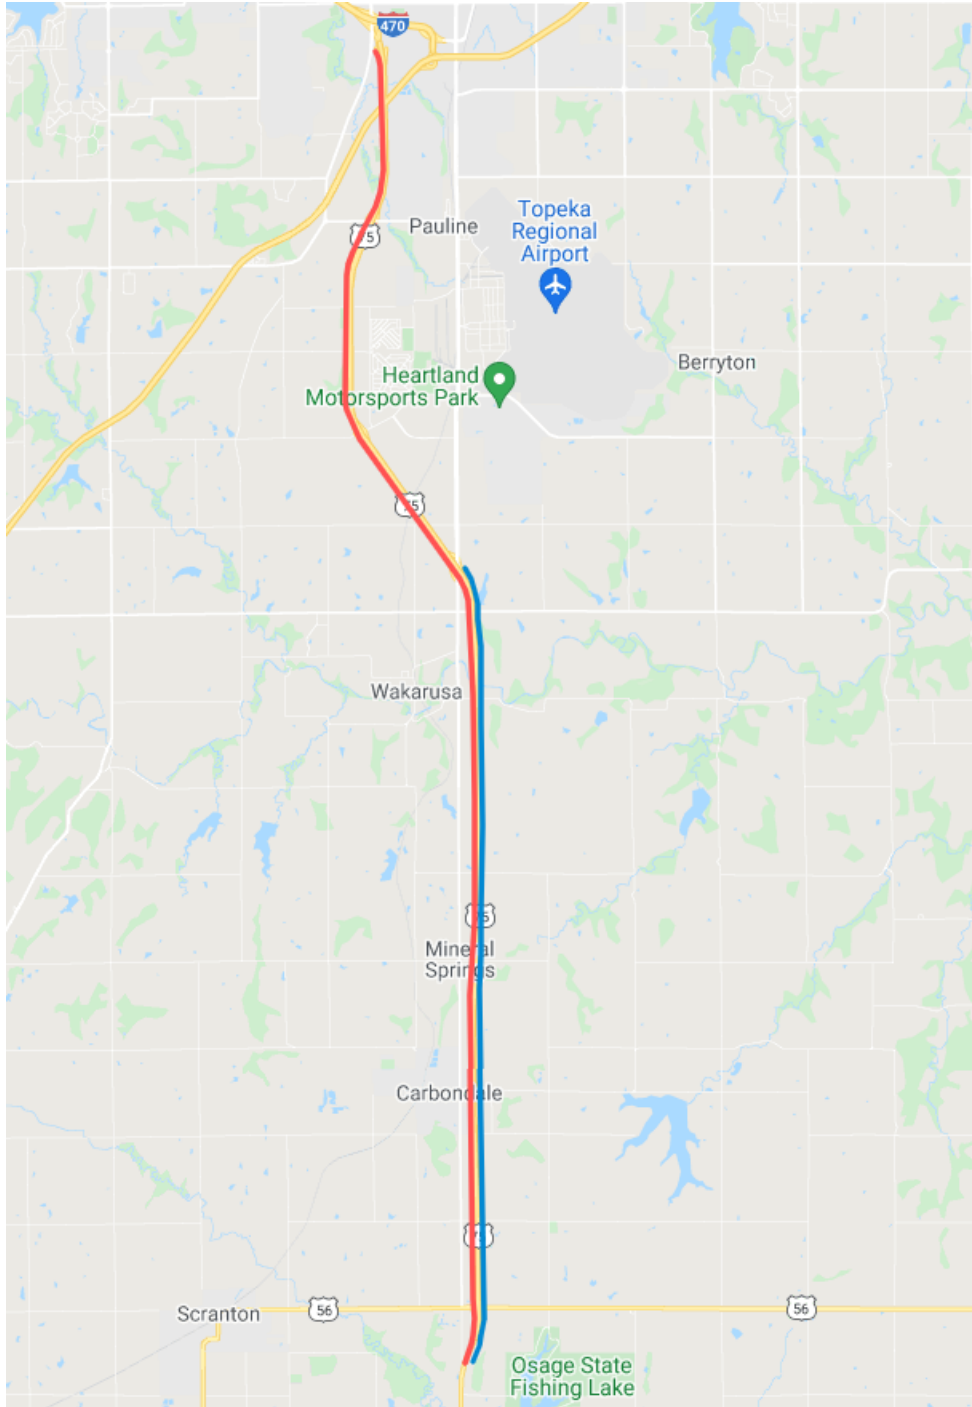 470
Pauline
75
Topeka
Regional
Airport
Berryton
Heartland
Motorsports Park
75
Wakarusa
75
Mineral
Springs
Carbondale
75
Scranton
56
56
Osage State
Fishing Lake